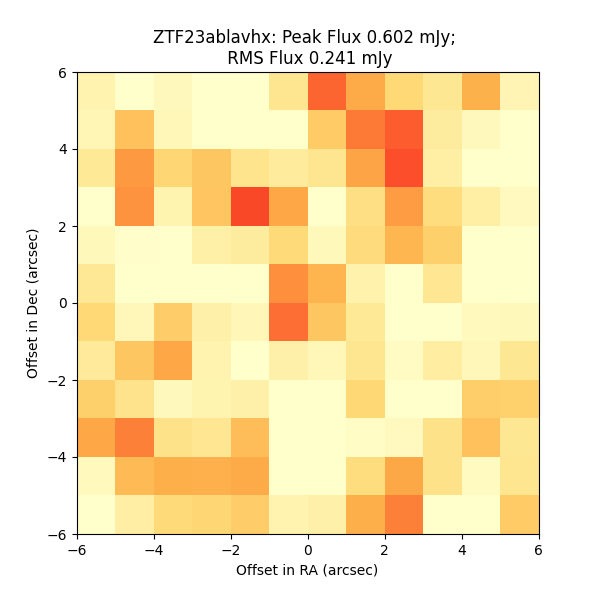 ZTF23ablavhx: Peak Flux 0.602 mJy;
RMS Flux 0.241 mJy
6
4
2
0
−2
−4
−6
Offset in Dec (arcsec)
−6 −4 −2 0 2 4 6
Offset in RA (arcsec)